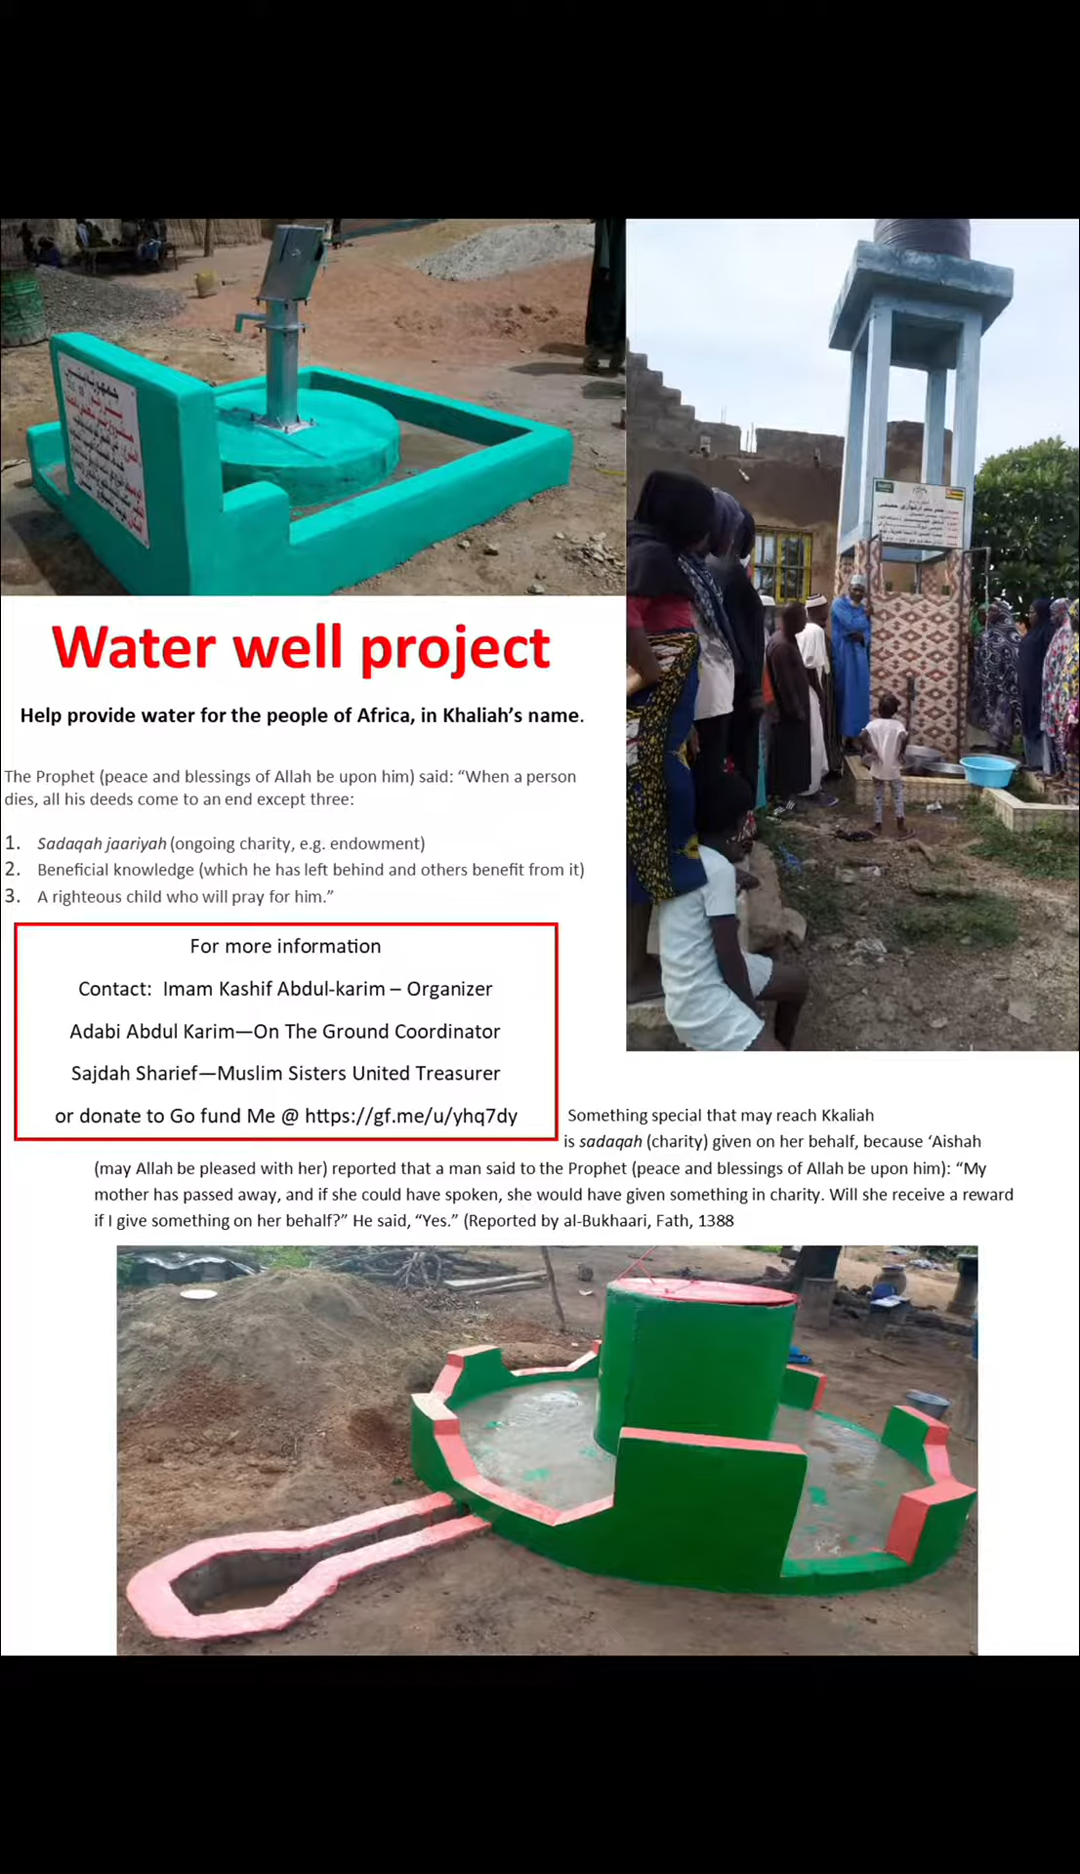 Water well project
Help provide water for the people of Africa, in Khaliah’s name.
The Prophet (peace and blessings of Allah be upon him) said: “When a person
dies, all his deeds come to an end except three:
1. Sadaqah jaariyah (ongoing charity, e.g. endowment)
2. Beneficial knowledge (which he has left behind and others benefit from it)
3. A righteous child who will pray for him.”
For more information
Contact: Imam Kashif Abdul-karim – Organizer
Adabi Abdul Karim—On The Ground Coordinator
Sajdah Sharief—Muslim Sisters United Treasurer
or donate to Go fund Me @ https://gf.me/u/yhq7dy
Something special that may reach Kkaliah
is sadaqah (charity) given on her behalf, because ‘Aishah
(may Allah be pleased with her) reported that a man said to the Prophet (peace and blessings of Allah be upon him): “My
mother has passed away, and if she could have spoken, she would have given something in charity. Will she receive a reward
if I give something on her behalf?” He said, “Yes.” (Reported by al-Bukhaari, Fath, 1388